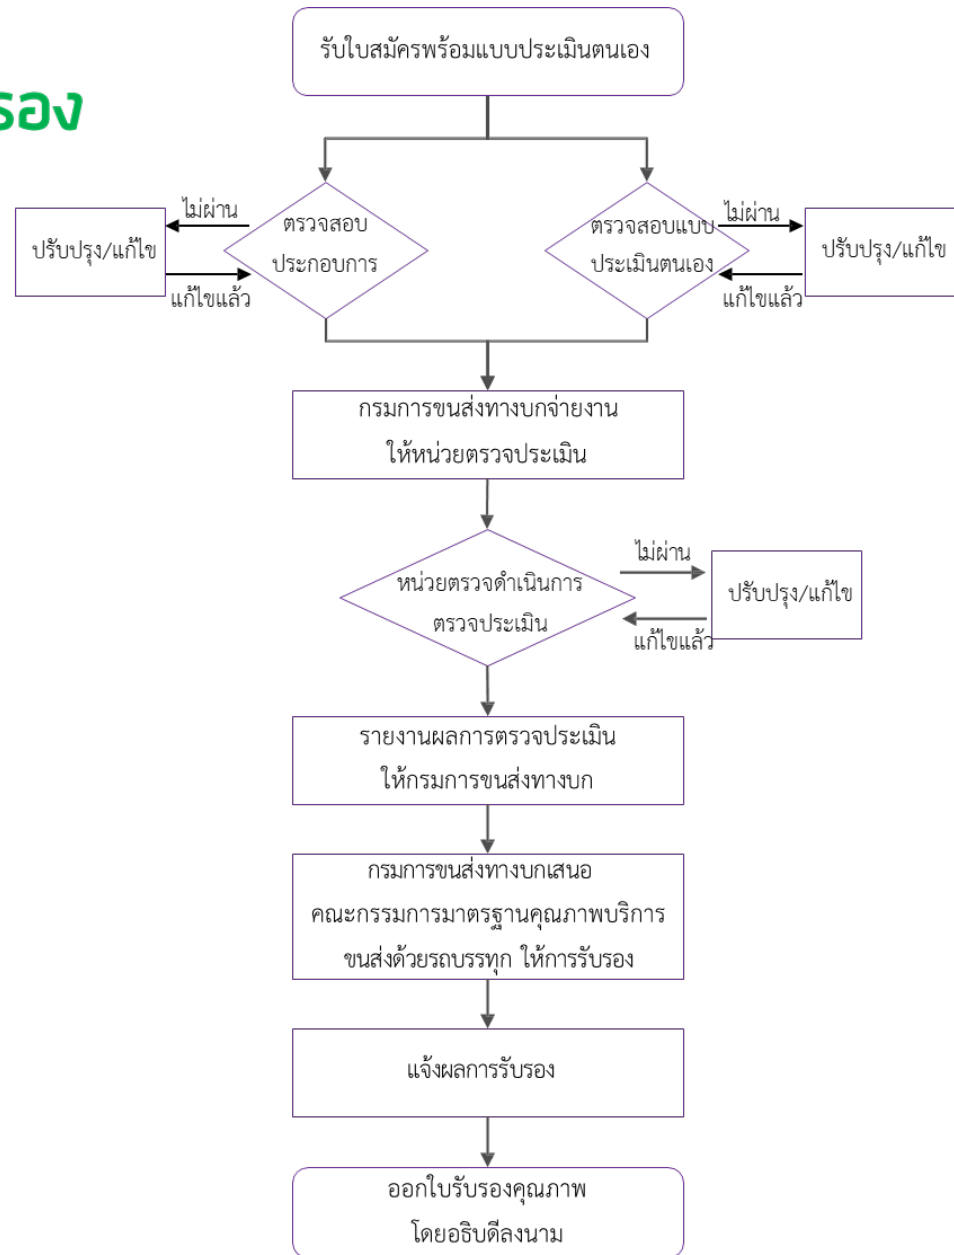 รับใบสมัครพร้อมแบบประเมินตนเอง
รอง
ไม่ผ่าน
ตรวจสอบ
ประกอบการ
ปรับปรุง/แก้ไข
แก้ไขแล้ว
ตรวจสอบแบบ
ประเมินตนเอง
ไม่ผ่าน
ปรับปรุง/แก้ไข
แก้ไขแล้ว
กรมการขนส่งทางบกจ่ายงาน
ให้หน่วยตรวจประเมิน
หน่วยตรวจดำเนินการ
ตรวจประเมิน
ไม่ผ่าน
ปรับปรุง/แก้ไข
แก้ไขแล้ว
รายงานผลการตรวจประเมิน
ให้กรมการขนส่งทางบก
กรมการขนส่งทางบกเสนอ
คณะกรรมการมาตรฐานคุณภาพบริการ
ขนส่งด้วยรถบรรทุก ให้การรับรอง
แจ้งผลการรับรอง
ออกใบรับรองคุณภาพ
โดยอธิบดีลงนาม